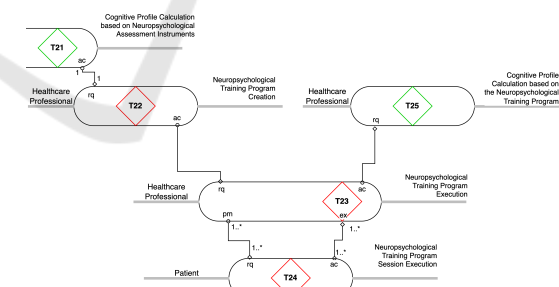 Cognitive Profile Calculation
based on Neuropsychological
Assessment Instruments
T21
ac
1
1
Healthcare
Professional
rq
T22
ac
Neuropsychological
Training Program
Creation
Healthcare
Professional
T25
rq
Cognitive Profile
Calculation based on
the Neuropsychological
Training Program
Healthcare
Professional
rq
ac
T23
pm
ex
Neuropsychological
Training Program
Execution
1..*
1..*
1..*
1..*
rq
ac
Patient
T24
Neuropsychological
Training Program
Session Execution